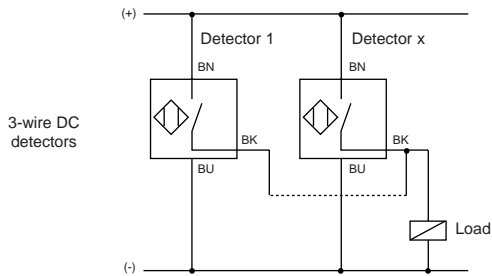 (+)
Detector 1
Detector x
BN
BN
3-wire DC
detectors
BK
BK
BU
BU
Load
(-)